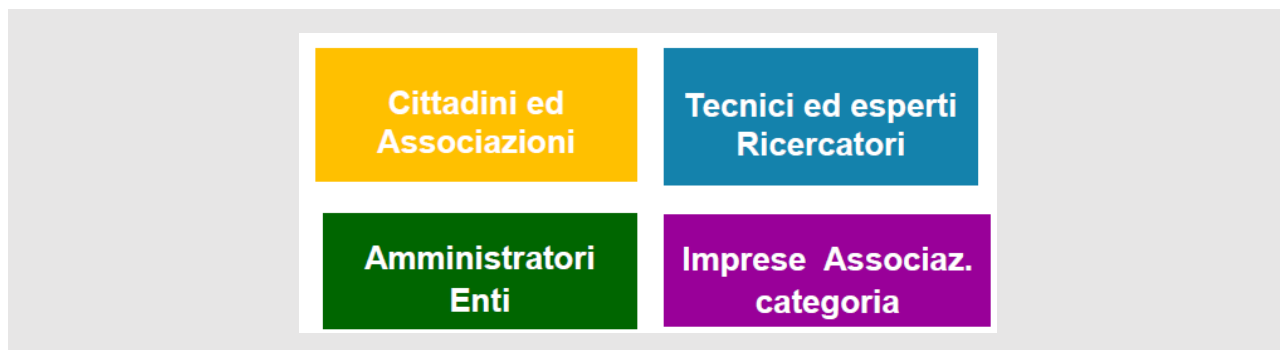 Cittadini ed
Associazioni
Tecnici ed esperti
Ricercatori
Amministratori
Enti
Imprese  Associaz.
categoria